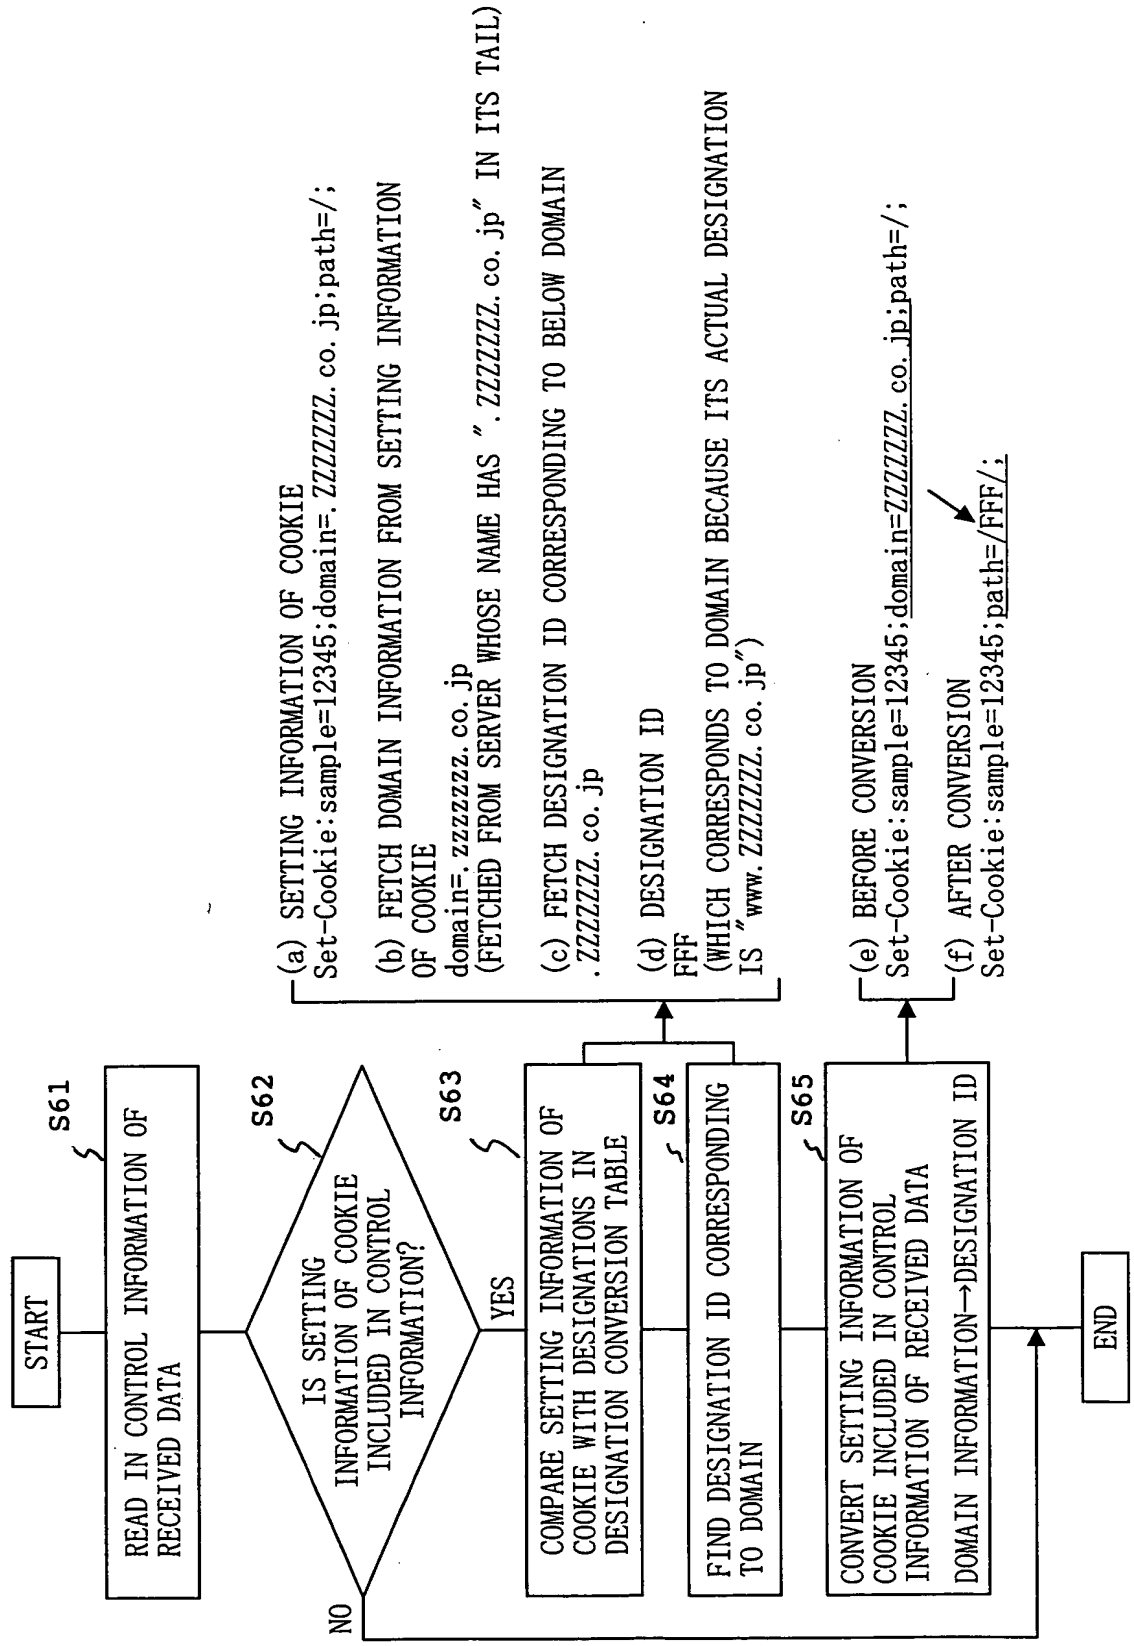 START
S61
READ IN CONTROL INFORMATION OF
RECEIVED DATA
S62
IS SETTING
INFORMATION OF COOKIE
INCLUDED IN CONTROL
INFORMATION?
NO
YES
S63
COMPARE SETTING INFORMATION OF
COOKIE WITH DESIGNATIONS IN
DESIGNATION CONVERSION TABLE
S64
FIND DESIGNATION ID CORRESPONDING
TO DOMAIN
S65
CONVERT SETTING INFORMATION OF
COOKIE INCLUDED IN CONTROL
INFORMATION OF RECEIVED DATA
DOMAIN INFORMATION→DESIGNATION ID
END
(a) SETTING INFORMATION OF COOKIE
Set-Cookie:sample=12345;domain=.ZZZZZZZ.co.jp;path=/;
(b) FETCH DOMAIN INFORMATION FROM SETTING INFORMATION
OF COOKIE
domain=.zzzzzzz.co.jp
(FETCHED FROM SERVER WHOSE NAME HAS ".ZZZZZZZ.co.jp" IN ITS TAIL)
(c) FETCH DESIGNATION ID CORRESPONDING TO BELOW DOMAIN
.ZZZZZZZ.co.jp
(d) DESIGNATION ID
FFF
(WHICH CORRESPONDS TO DOMAIN BECAUSE ITS ACTUAL DESIGNATION
IS "www.ZZZZZZZ.co.jp")
(e) BEFORE CONVERSION
Set-Cookie:sample=12345;domain=ZZZZZZZ.co.jp;path=/;
(f) AFTER CONVERSION
Set-Cookie:sample=12345;path=/FFF/;